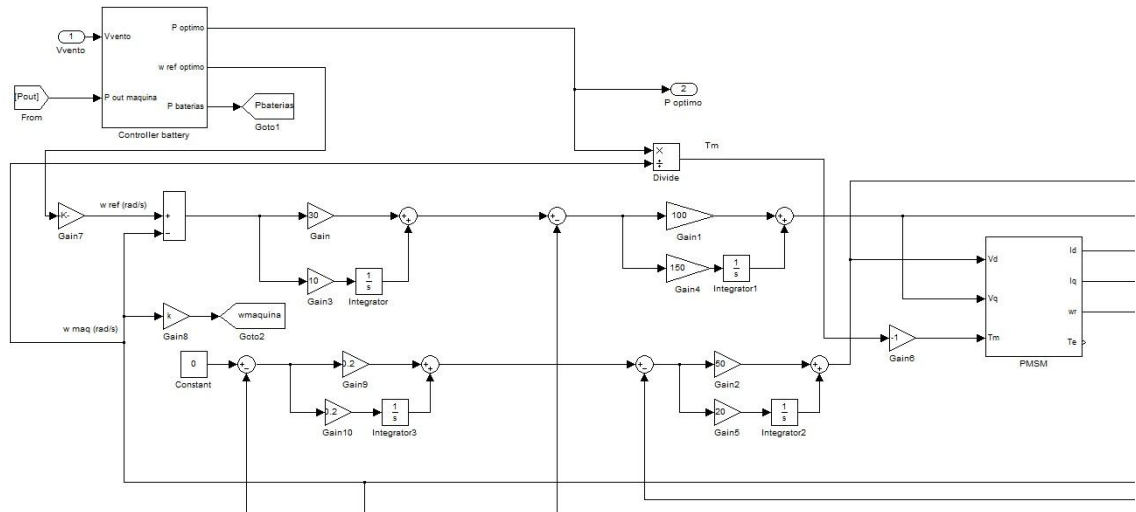 1
Vvento
[Pout]
From
Vvento
P out maquina
P optimo
w ref optimo
P baterias
Controller battery
Pbaterias
Goto1
2
P optimo
×
÷
Divide
Tm
-K-
Gain7
w ref (rad/s)
+
−
30
Gain
10
Gain3
1
s
Integrator
+
+
+
−
100
Gain1
150
Gain4
1
s
Integrator1
+
+
w maq (rad/s)
k
Gain8
wmaquina
Goto2
0
Constant
+
−
0.2
Gain9
0.2
Gain10
1
s
Integrator3
+
+
+
−
50
Gain2
20
Gain5
1
s
Integrator2
+
+
-1
Gain6
Vd
Vq
Tm
Id
Iq
wr
Te
PMSM